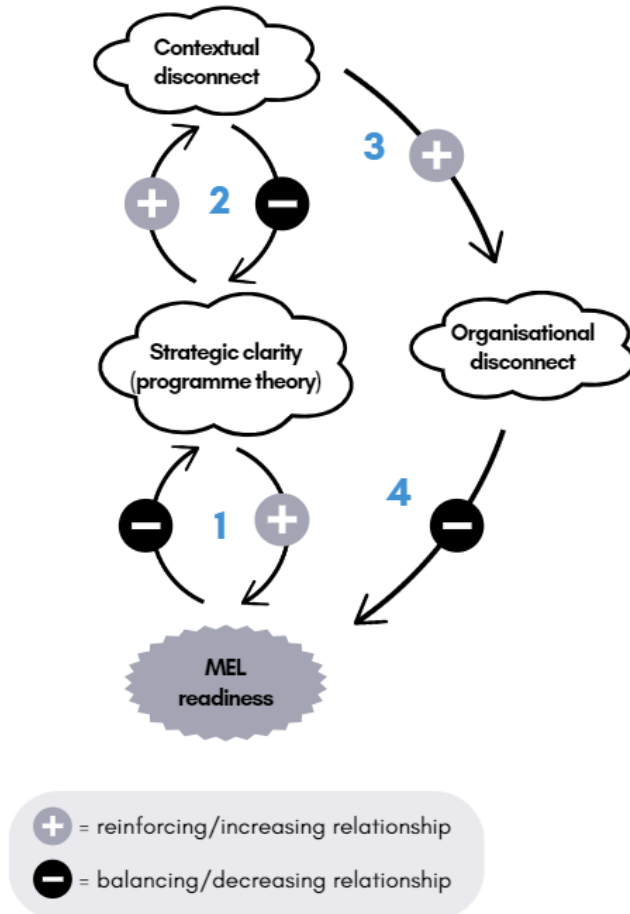 Contextual
disconnect
3
+
+
2
−
Strategic clarity
(programme theory)
Organisational
disconnect
−
1
+
4
−
MEL
readiness
+ = reinforcing/increasing relationship
− = balancing/decreasing relationship